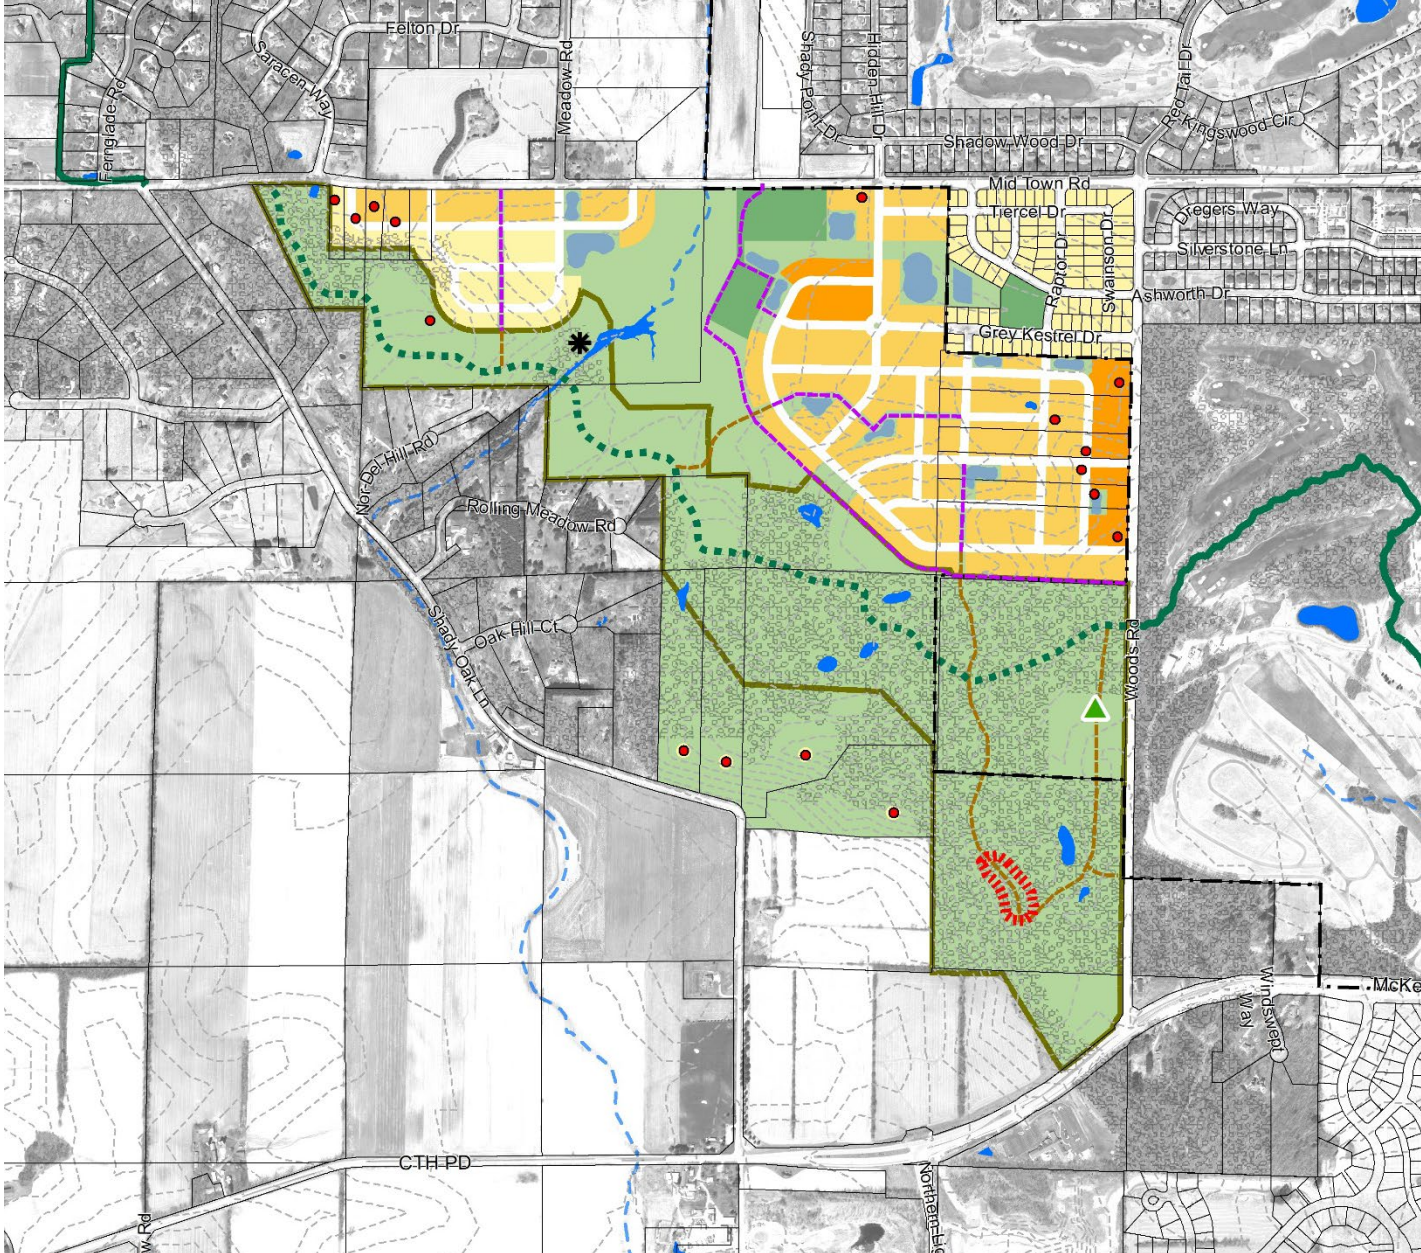 Felton Dr
Saracen Way
Meadow Rd
Fernglade Rd
Shady Point Dr
Hidden Hill Dr
Red Tail Dr
Kingswood Cir
Shadow Wood Dr
Mid Town Rd
Tiercel Dr
Dregers Way
Raptor Dr
Swainson Dr
Silverstone Ln
Ashworth Dr
Grey Kestrel Dr
Nor-Del-Hill Rd
Rolling Meadow Rd
Oak Hill Ct
Shady Oak Ln
Woods Rd
McKe
Windswept
Way
CTH PD
Northern Lig
w Rd